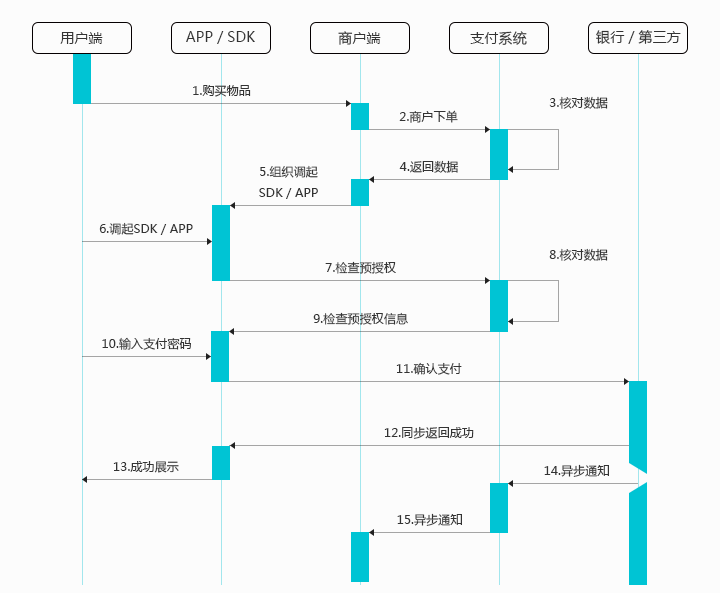 用户端
APP / SDK
商户端
支付系统
银行 / 第三方
1.购买物品
2.商户下单
3.核对数据
4.返回数据
5.组织调起
SDK / APP
6.调起SDK / APP
7.检查预授权
8.核对数据
9.检查预授权信息
10.输入支付密码
11.确认支付
12.同步返回成功
13.成功展示
14.异步通知
15.异步通知